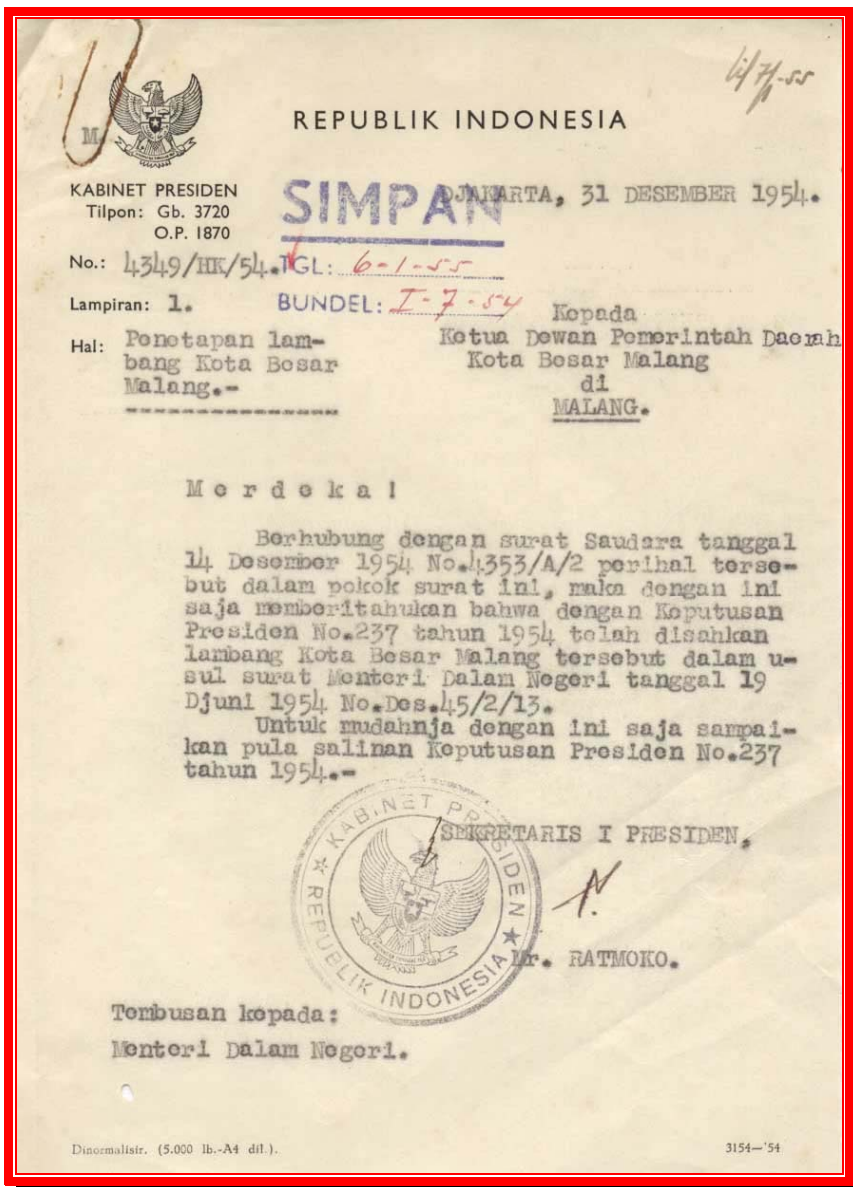 REPUBLIK INDONESIA
M
KABINET PRESIDEN
Tilpon: Gb. 3720
O.P. 1870
SIMPAN
DJAKARTA, 31 DESEMBER 1954.
No.: 4349/HK/54.
TGL: 6-1-55
Lampiran: 1.
BUNDEL: I-7-54
Hal: Penetapan lam-
bang Kota Besar
Malang.-
Kepada
Ketua Dewan Pemerintah Daerah
Kota Besar Malang
di
MALANG.
Merdeka!
Berhubung dengan surat Saudara tanggal
14 Desember 1954 No.4353/A/2 perihal terse-
but dalam pokok surat ini, maka dengan ini
saja memberitahukan bahwa dengan Keputusan
Presiden No.237 tahun 1954 telah disahkan
lambang Kota Besar Malang tersebut dalam u-
sul surat Menteri Dalam Negeri tanggal 19
Djuni 1954 No.Des.45/2/13.
Untuk mudahnja dengan ini saja sampai-
kan pula salinan Keputusan Presiden No.237
tahun 1954.-
SEKRETARIS I PRESIDEN,
KABINET PRESIDEN
REPUBLIK INDONESIA
Mr. RATMOKO.
Tembusan kepada:
Menteri Dalam Negeri.
Dinormalisir. (5.000 lb.-A4 dil.).
3154—'54